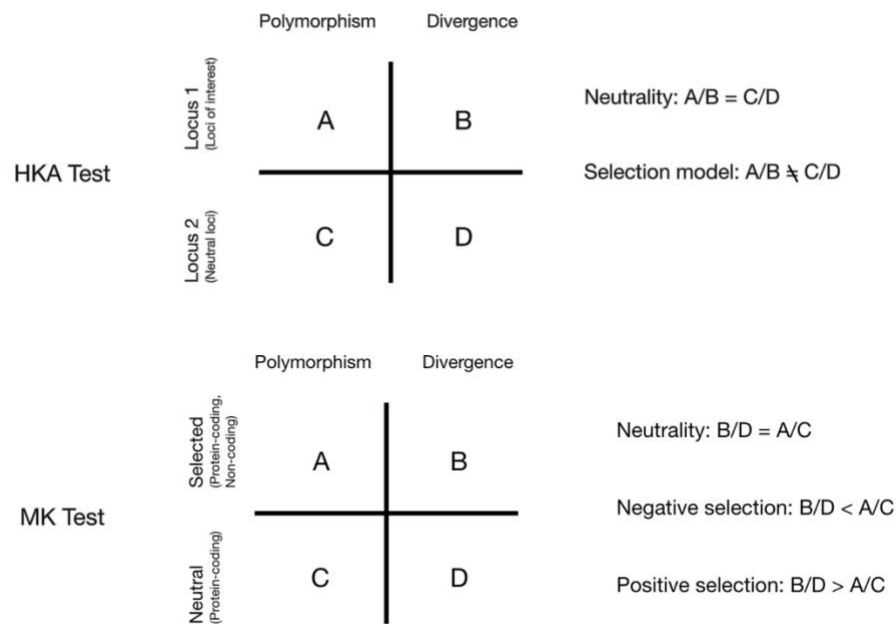 Polymorphism Divergence
Locus 1
(Loci of interest)
A B
Neutrality: A/B = C/D
HKA Test
Selection model: A/B ≠ C/D
Locus 2
(Neutral loci)
C D
Polymorphism Divergence
Selected
(Protein-coding,
Non-coding)
A B
Neutrality: B/D = A/C
MK Test
Negative selection: B/D < A/C
Neutral
(Protein-coding)
C D
Positive selection: B/D > A/C